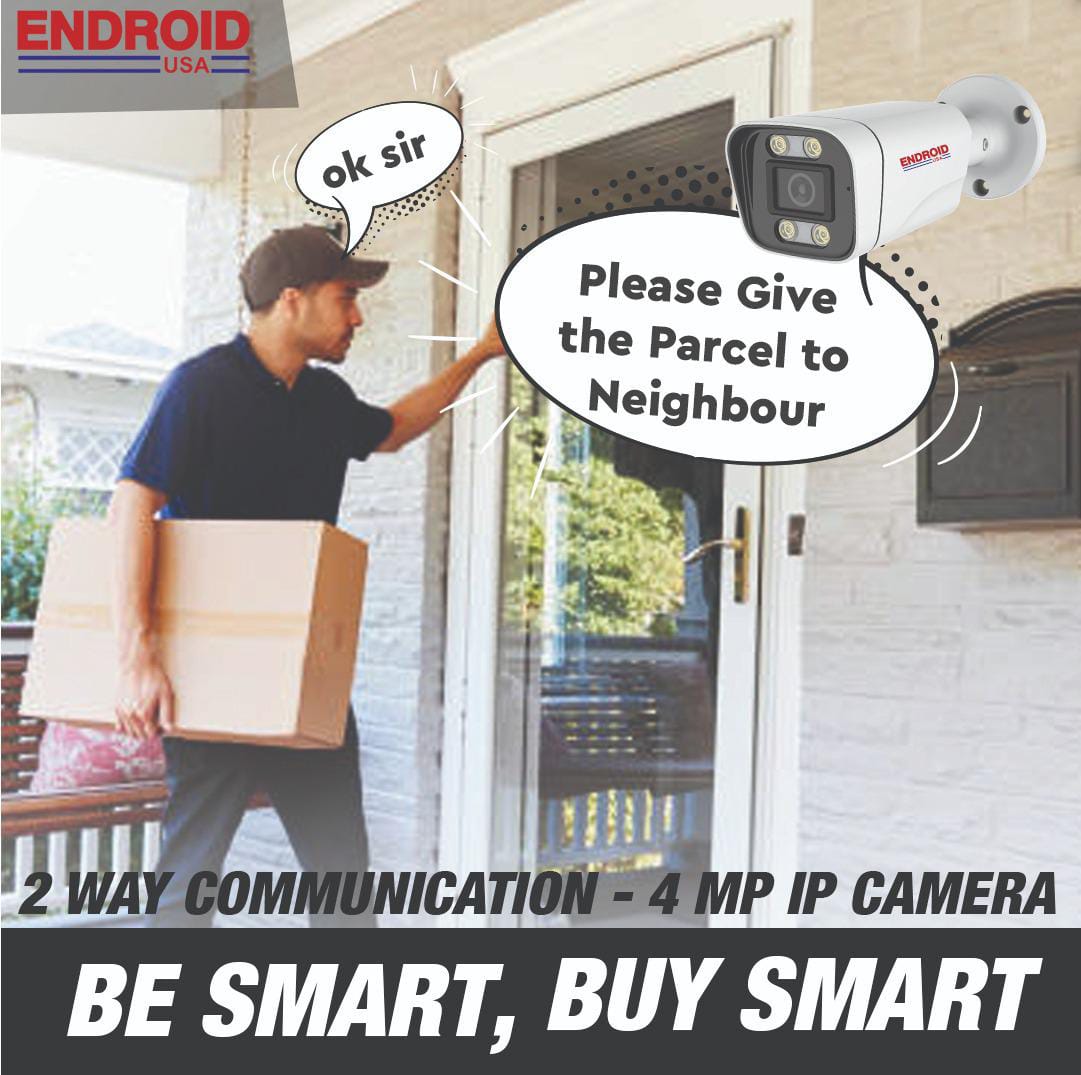 ENDROID
USA
ok sir
ENDROID
USA
Please Give
the Parcel to
Neighbour
2 WAY COMMUNICATION - 4 MP IP CAMERA
BE SMART, BUY SMART